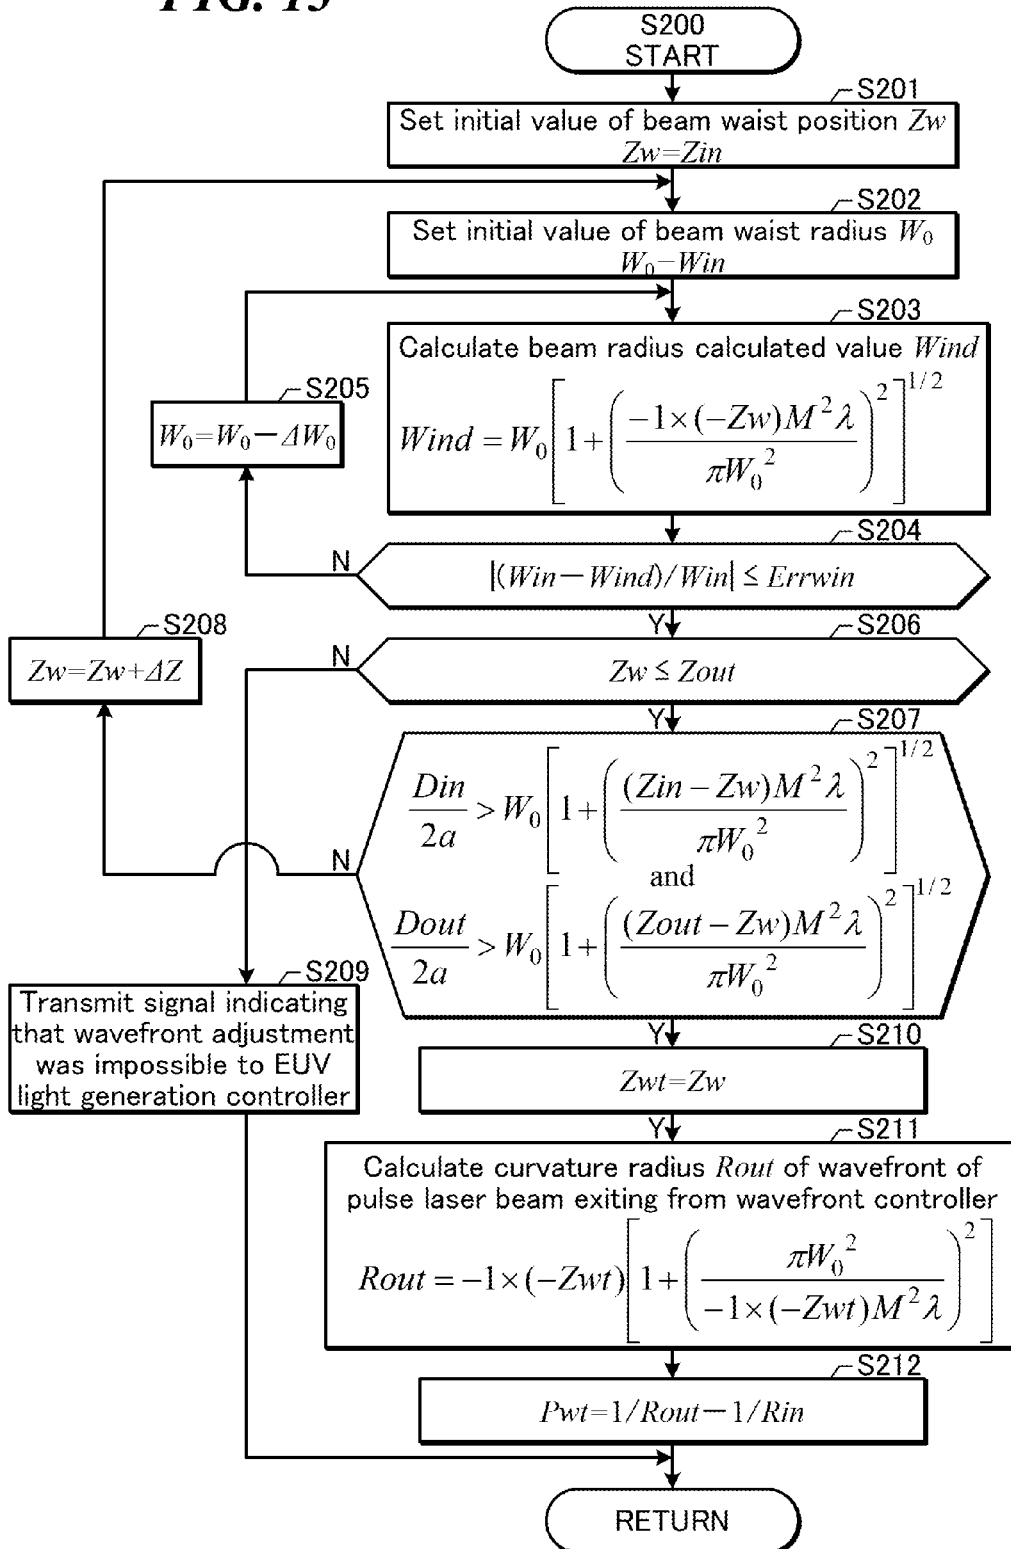 FIG. 15
S200
START
S201
Set initial value of beam waist position Zw
Zw=Zin
S202
Set initial value of beam waist radius W₀
W₀−Win
S203
Calculate beam radius calculated value Wind
Wind = W₀[1+((−1×(−Zw)M²λ)/(πW₀²))²]^1/2
S205
W₀=W₀−ΔW₀
S204
N
|(Win−Wind)/Win| ≤ Errwin
Y
S206
N
Zw ≤ Zout
S208
Zw=Zw+ΔZ
Y
S207
Din/2a > W₀[1+(((Zin−Zw)M²λ)/(πW₀²))²]^1/2
N
and
Dout/2a > W₀[1+(((Zout−Zw)M²λ)/(πW₀²))²]^1/2
S209
Transmit signal indicating
that wavefront adjustment
was impossible to EUV
light generation controller
Y
S210
Zwt=Zw
Y
S211
Calculate curvature radius Rout of wavefront of
pulse laser beam exiting from wavefront controller
Rout = −1×(−Zwt)[1+((πW₀²)/(−1×(−Zwt)M²λ))²]
S212
Pwt=1/Rout−1/Rin
RETURN